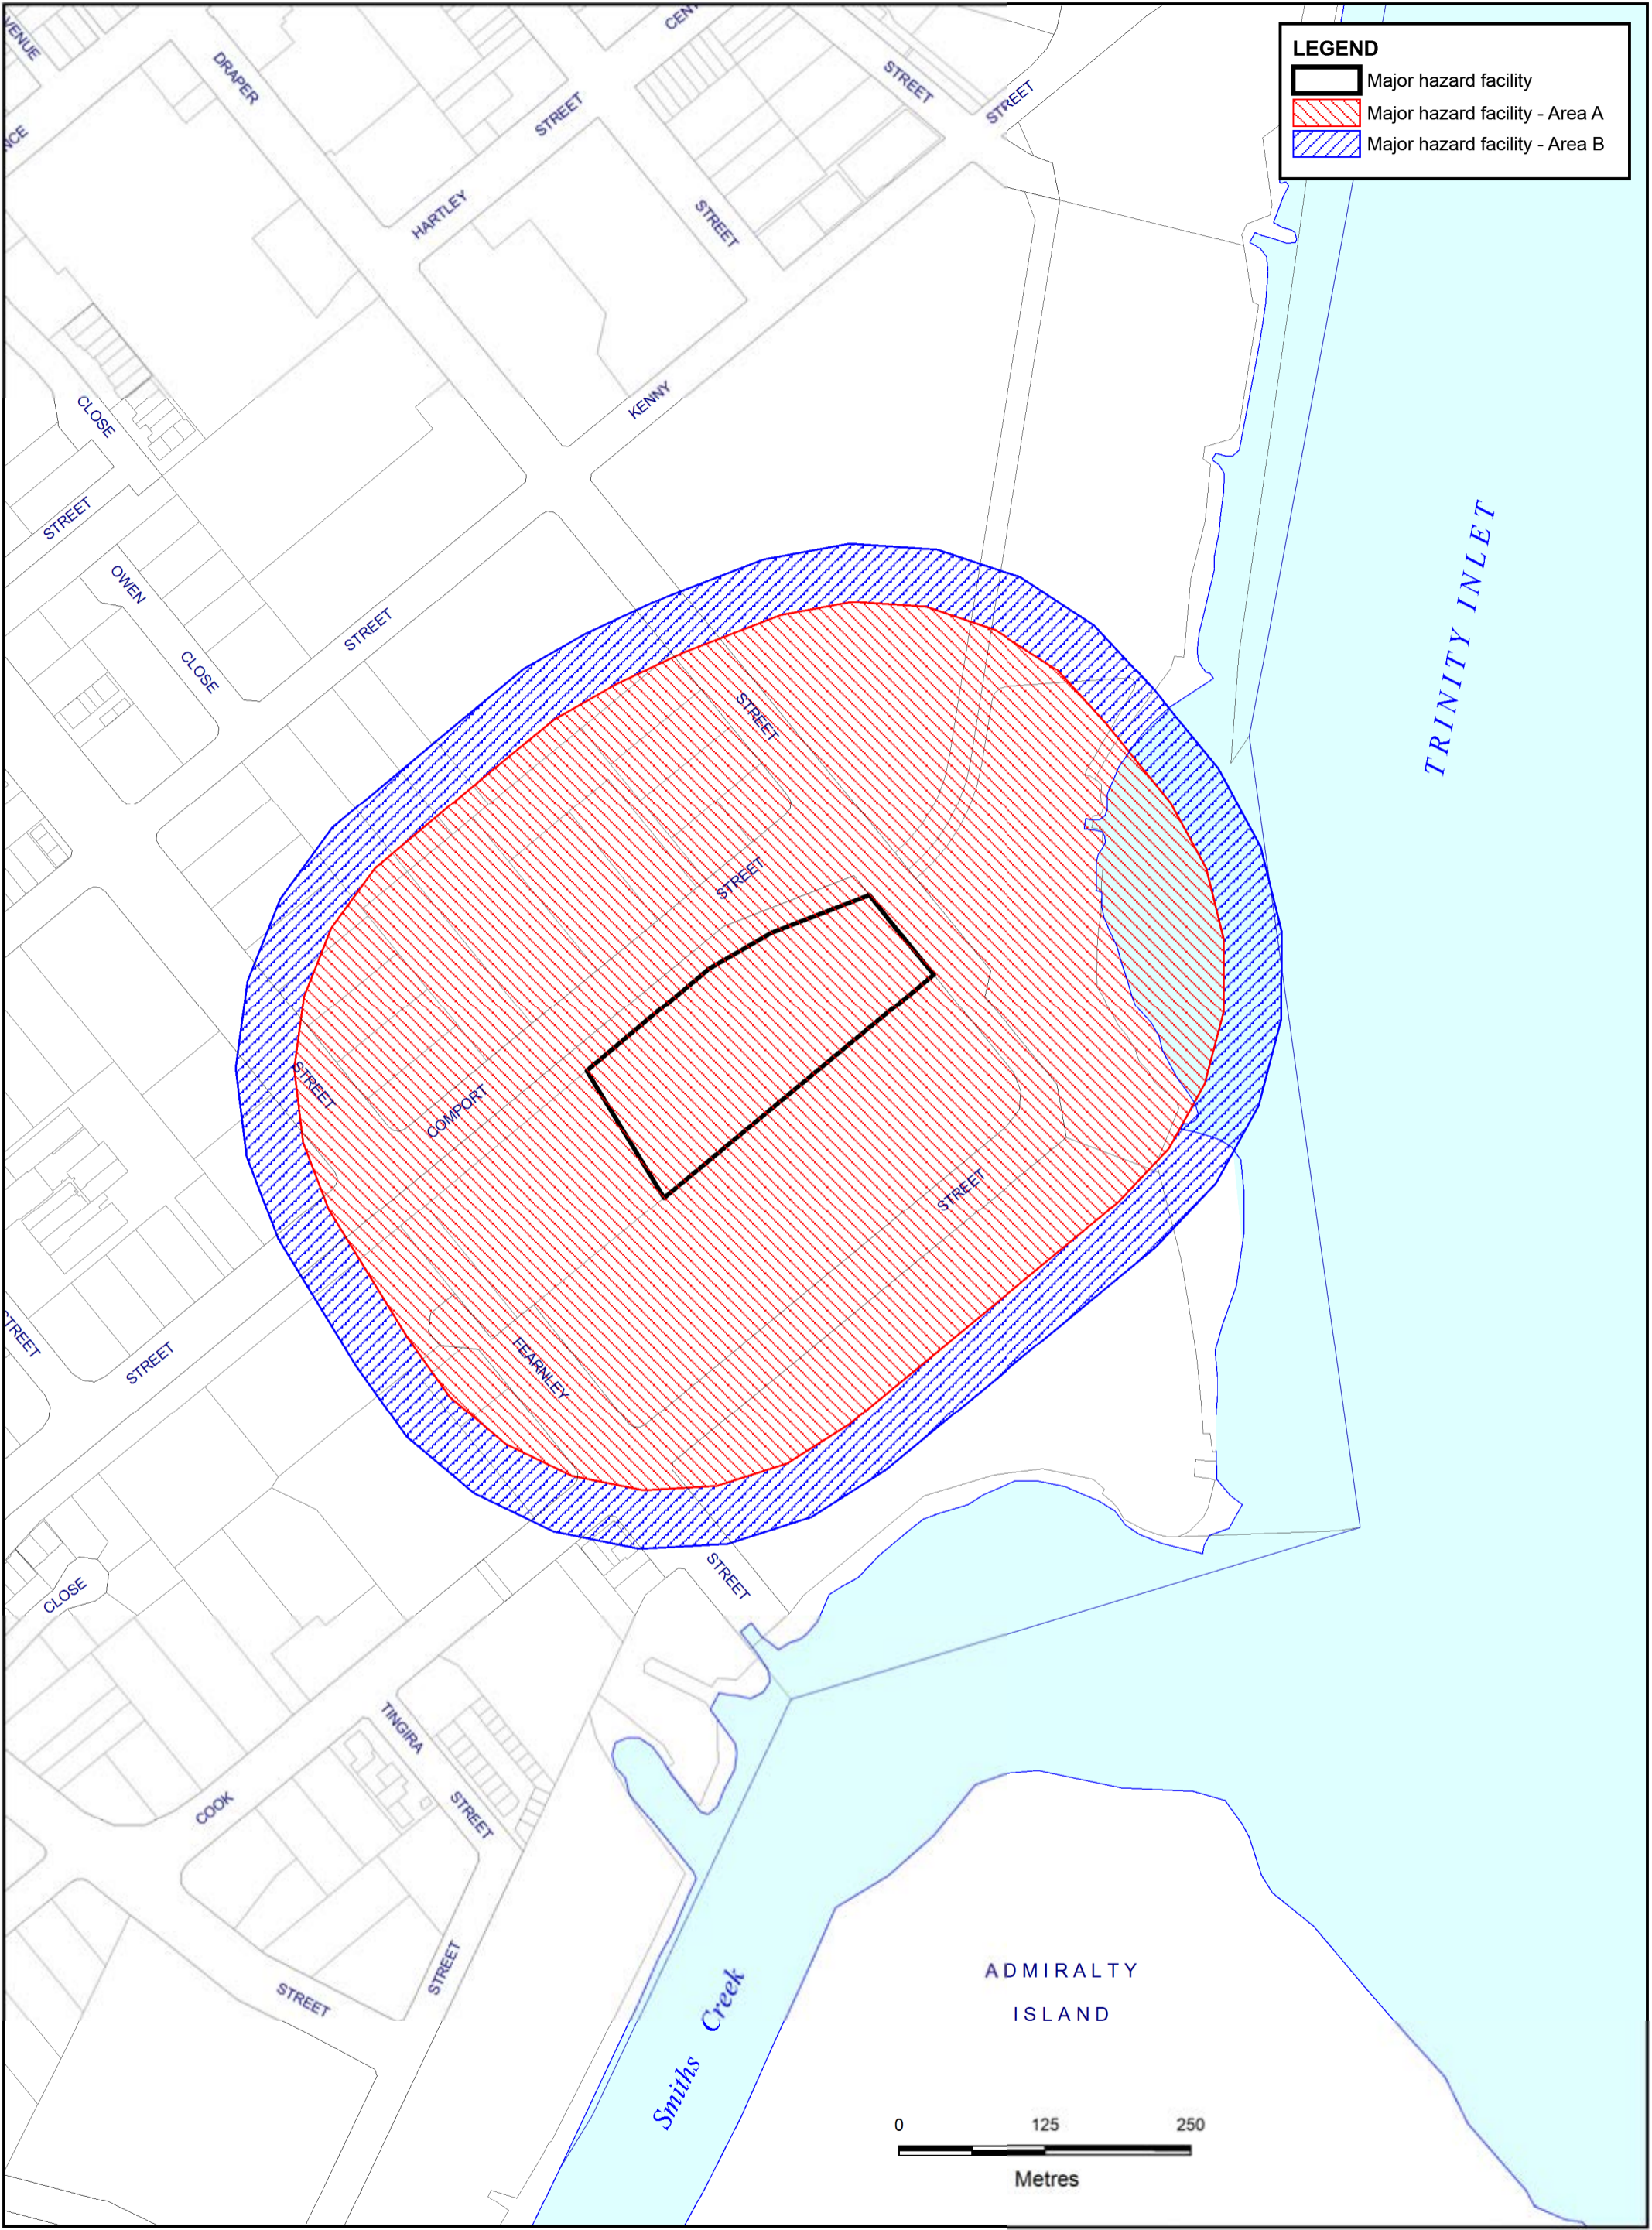 LEGEND
Major hazard facility
Major hazard facility - Area A
Major hazard facility - Area B
DRAPER
STREET
STREET
STREET
HARTLEY
STREET
KENNY
CLOSE
STREET
OWEN
CLOSE
STREET
TRINITY INLET
STREET
STREET
STREET
COMPORT
STREET
FEARNLEY
STREET
STREET
CLOSE
TINGIRA
STREET
COOK
STREET
STREET
Smiths Creek
ADMIRALTY
ISLAND
0 125 250
Metres